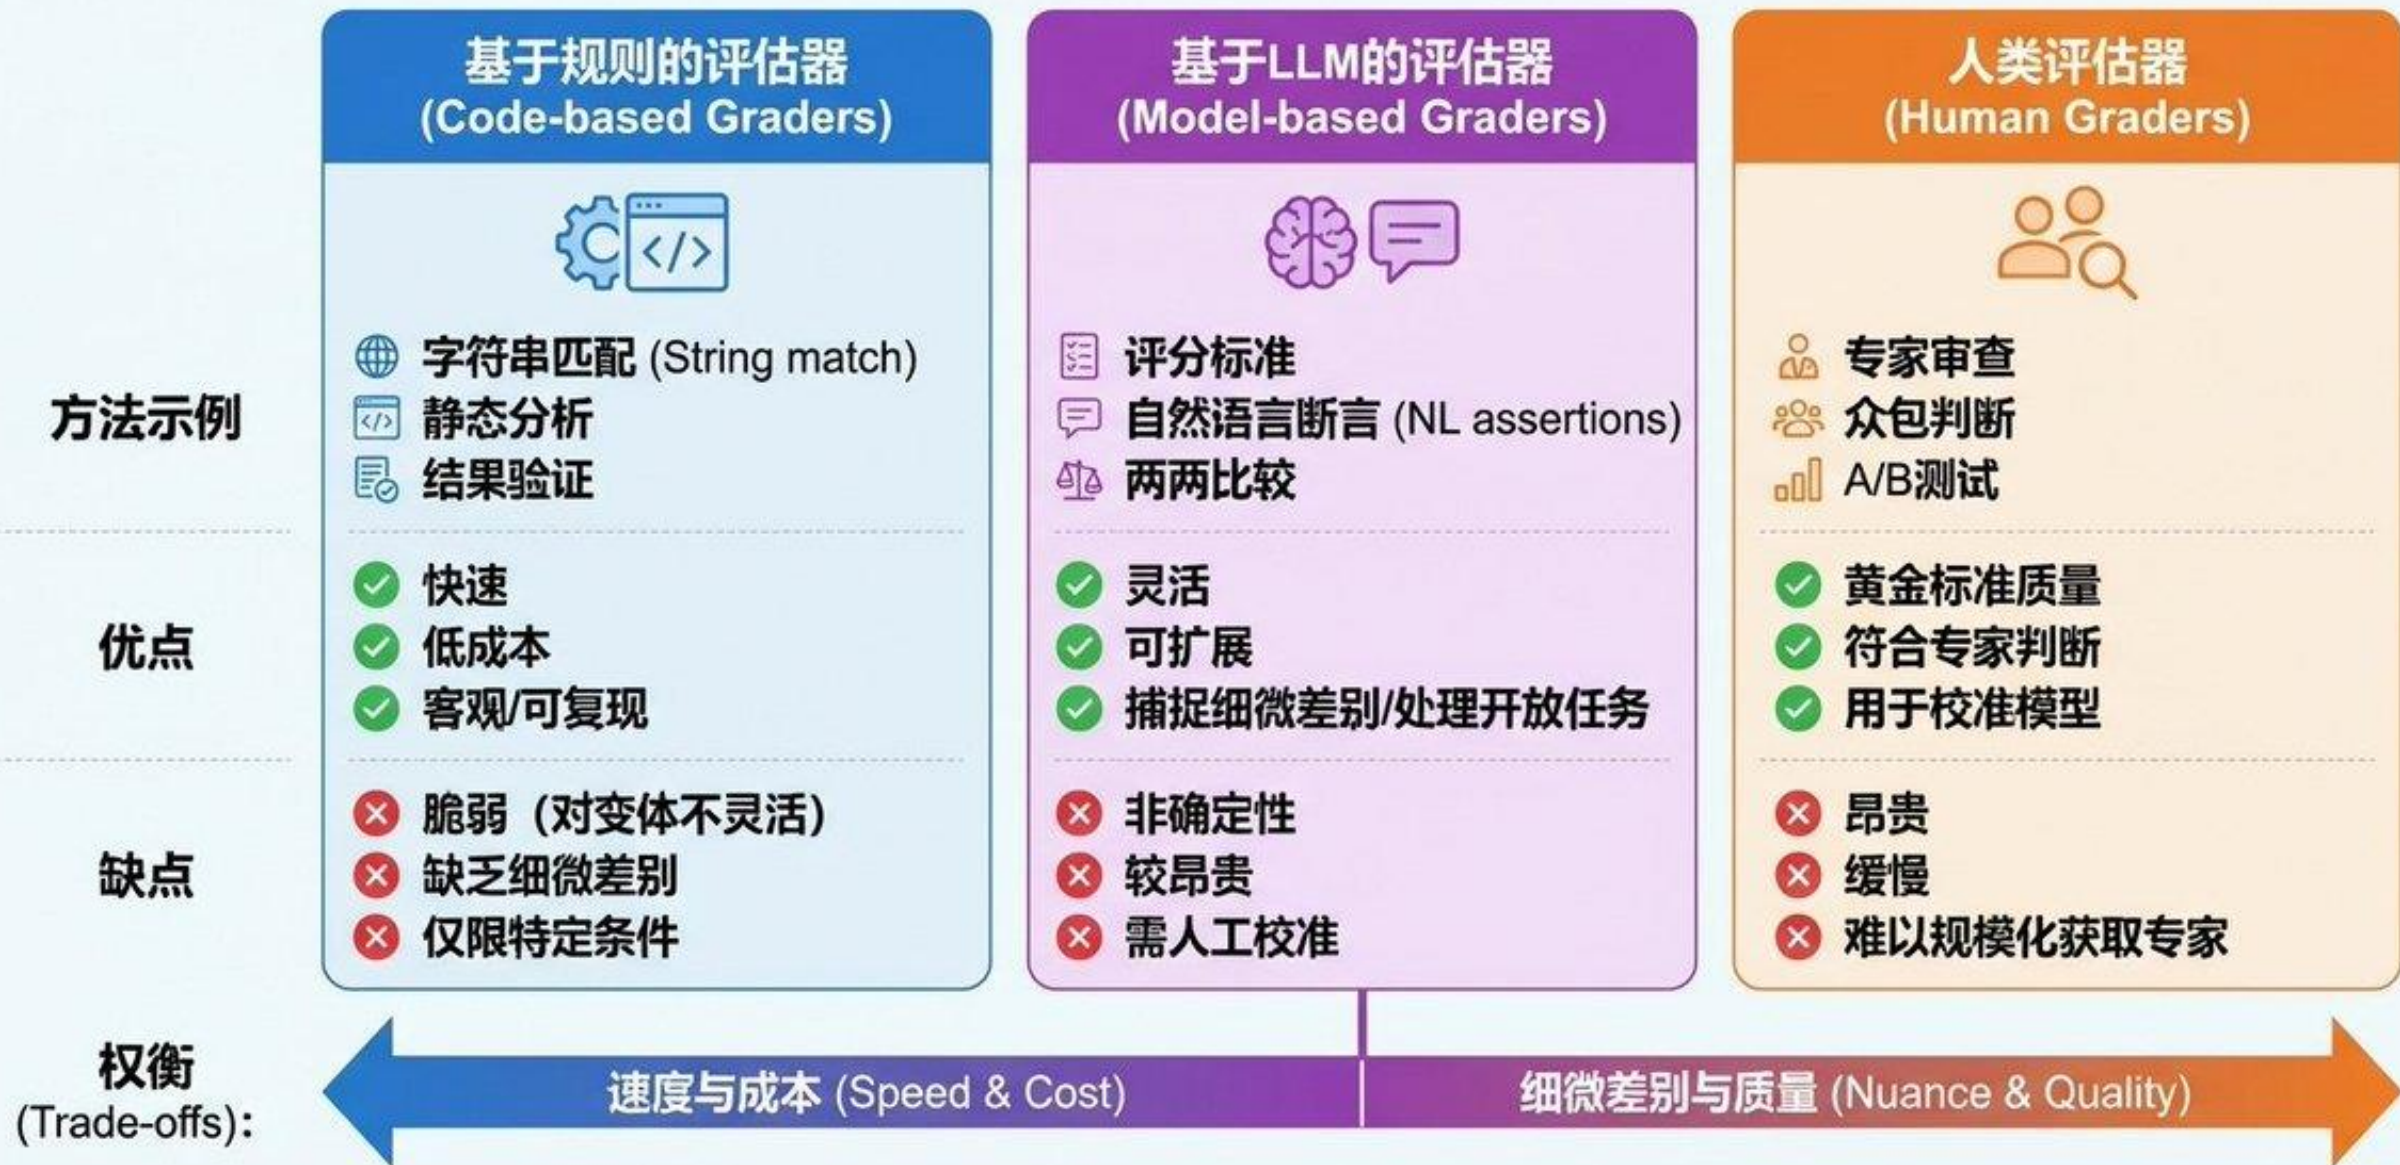 基于规则的评估器
(Code-based Graders)
基于LLM的评估器
(Model-based Graders)
人类评估器
(Human Graders)
方法示例
字符串匹配 (String match)
静态分析
结果验证
评分标准
自然语言断言 (NL assertions)
两两比较
专家审查
众包判断
A/B测试
优点
快速
低成本
客观/可复现
灵活
可扩展
捕捉细微差别/处理开放任务
黄金标准质量
符合专家判断
用于校准模型
缺点
脆弱（对变体不灵活）
缺乏细微差别
仅限特定条件
非确定性
较昂贵
需人工校准
昂贵
缓慢
难以规模化获取专家
权衡
(Trade-offs):
速度与成本 (Speed & Cost)
细微差别与质量 (Nuance & Quality)